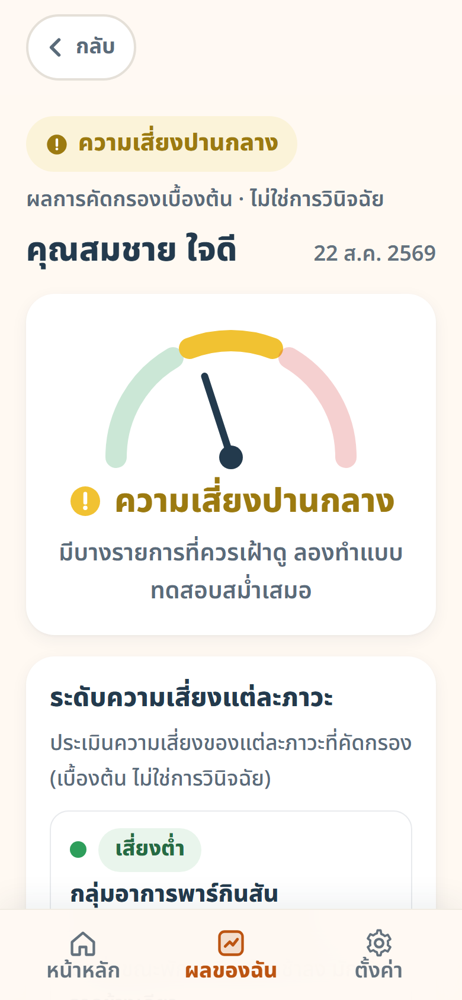 กลับ
ความเสี่ยงปานกลาง
ผลการคัดกรองเบื้องต้น · ไม่ใช่การวินิจฉัย
คุณสมชาย ใจดี
22 ส.ค. 2569
ความเสี่ยงปานกลาง
มีบางรายการที่ควรเฝ้าดู ลองทำแบบ
ทดสอบสม่ำเสมอ
ระดับความเสี่ยงแต่ละภาวะ
ประเมินความเสี่ยงของแต่ละภาวะที่คัดกรอง
(เบื้องต้น ไม่ใช่การวินิจฉัย)
เสี่ยงต่ำ
กลุ่มอาการพาร์กินสัน
หน้าหลัก
ผลของฉัน
ตั้งค่า